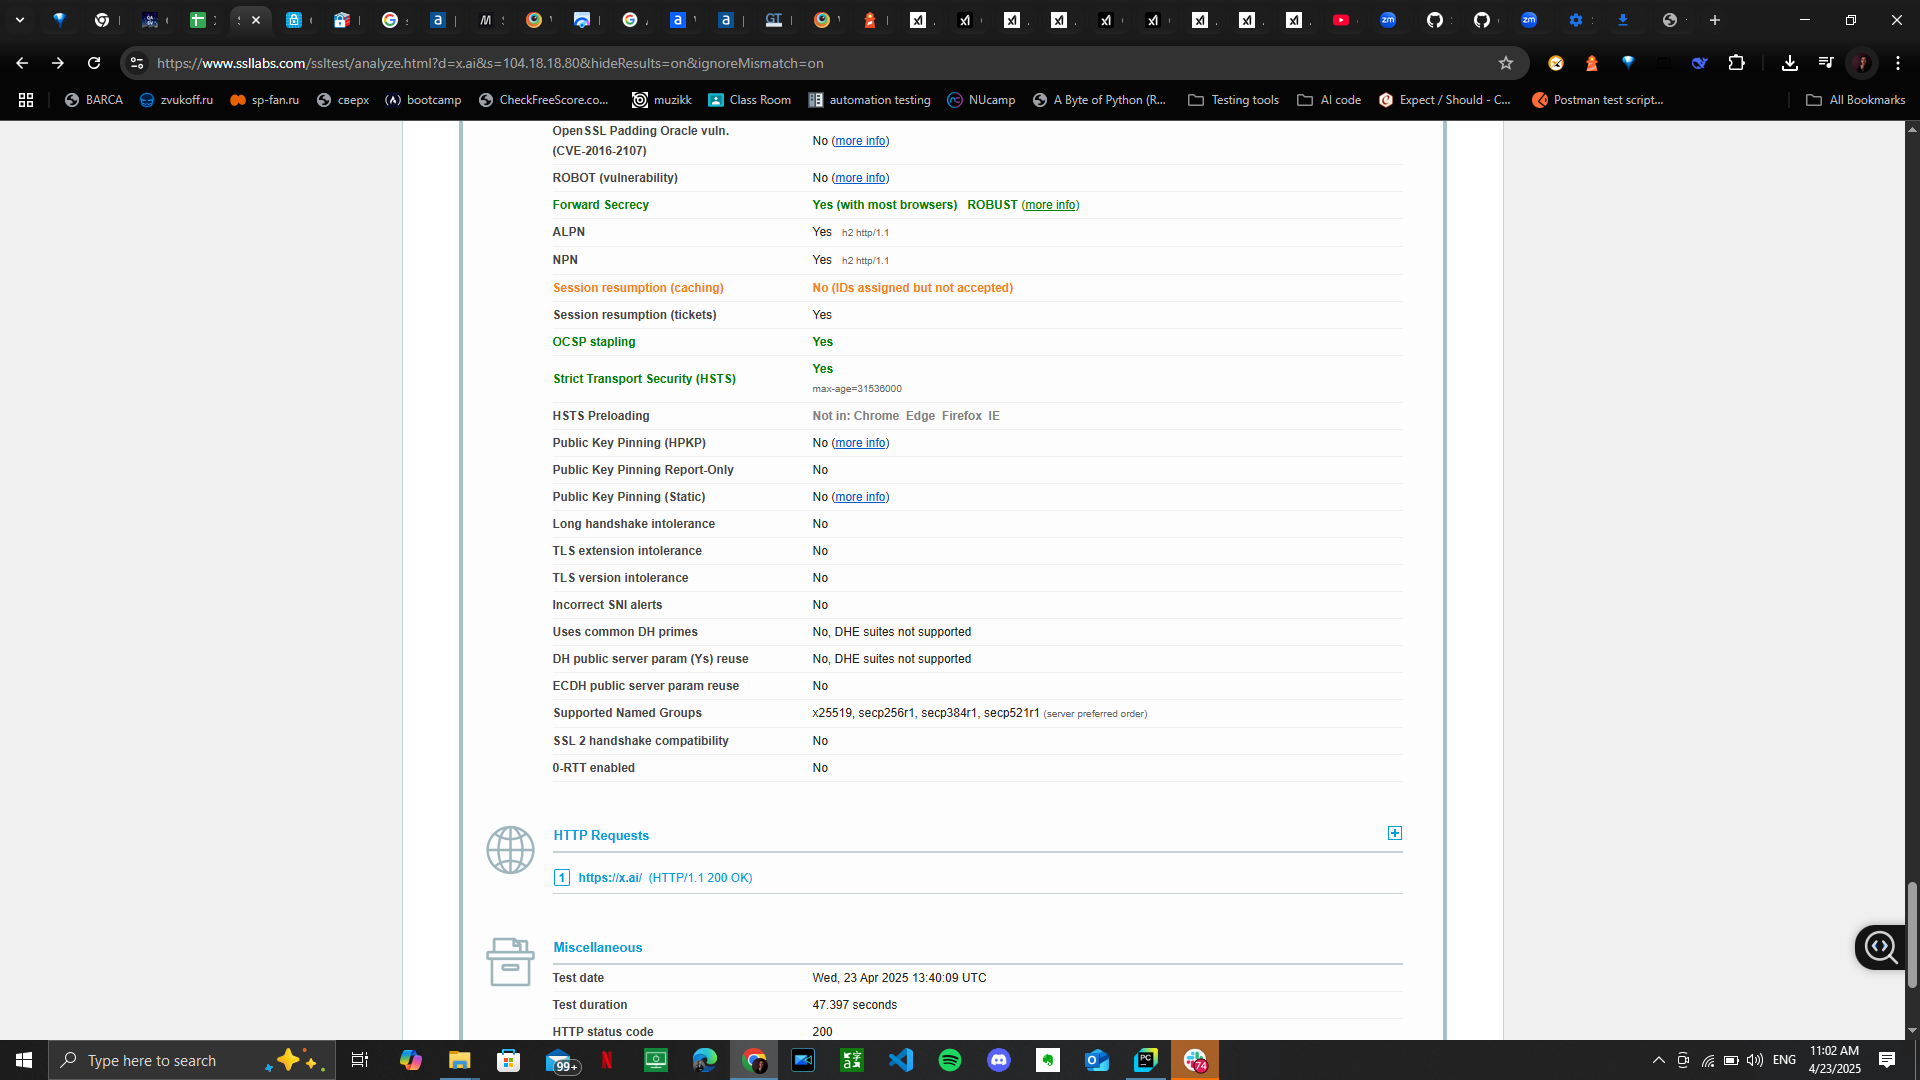 https://www.ssllabs.com/ssltest/analyze.html?d=x.ai&s=104.18.18.80&hideResults=on&ignoreMismatch=on
BARCA zvukoff.ru sp-fan.ru сверх bootcamp CheckFreeScore.co... muzikk Class Room automation testing NUcamp A Byte of Python (R... Testing tools AI code Expect / Should - C... Postman test script... All Bookmarks
OpenSSL Padding Oracle vuln.
(CVE-2016-2107)
No (more info)
ROBOT (vulnerability) No (more info)
Forward Secrecy Yes (with most browsers) ROBUST (more info)
ALPN Yes h2 http/1.1
NPN Yes h2 http/1.1
Session resumption (caching) No (IDs assigned but not accepted)
Session resumption (tickets) Yes
OCSP stapling Yes
Strict Transport Security (HSTS) Yes
max-age=31536000
HSTS Preloading Not in: Chrome Edge Firefox IE
Public Key Pinning (HPKP) No (more info)
Public Key Pinning Report-Only No
Public Key Pinning (Static) No (more info)
Long handshake intolerance No
TLS extension intolerance No
TLS version intolerance No
Incorrect SNI alerts No
Uses common DH primes No, DHE suites not supported
DH public server param (Ys) reuse No, DHE suites not supported
ECDH public server param reuse No
Supported Named Groups x25519, secp256r1, secp384r1, secp521r1 (server preferred order)
SSL 2 handshake compatibility No
0-RTT enabled No
HTTP Requests
1 https://x.ai/ (HTTP/1.1 200 OK)
Miscellaneous
Test date Wed, 23 Apr 2025 13:40:09 UTC
Test duration 47.397 seconds
HTTP status code 200
Type here to search
99+
74
ENG
11:02 AM
4/23/2025